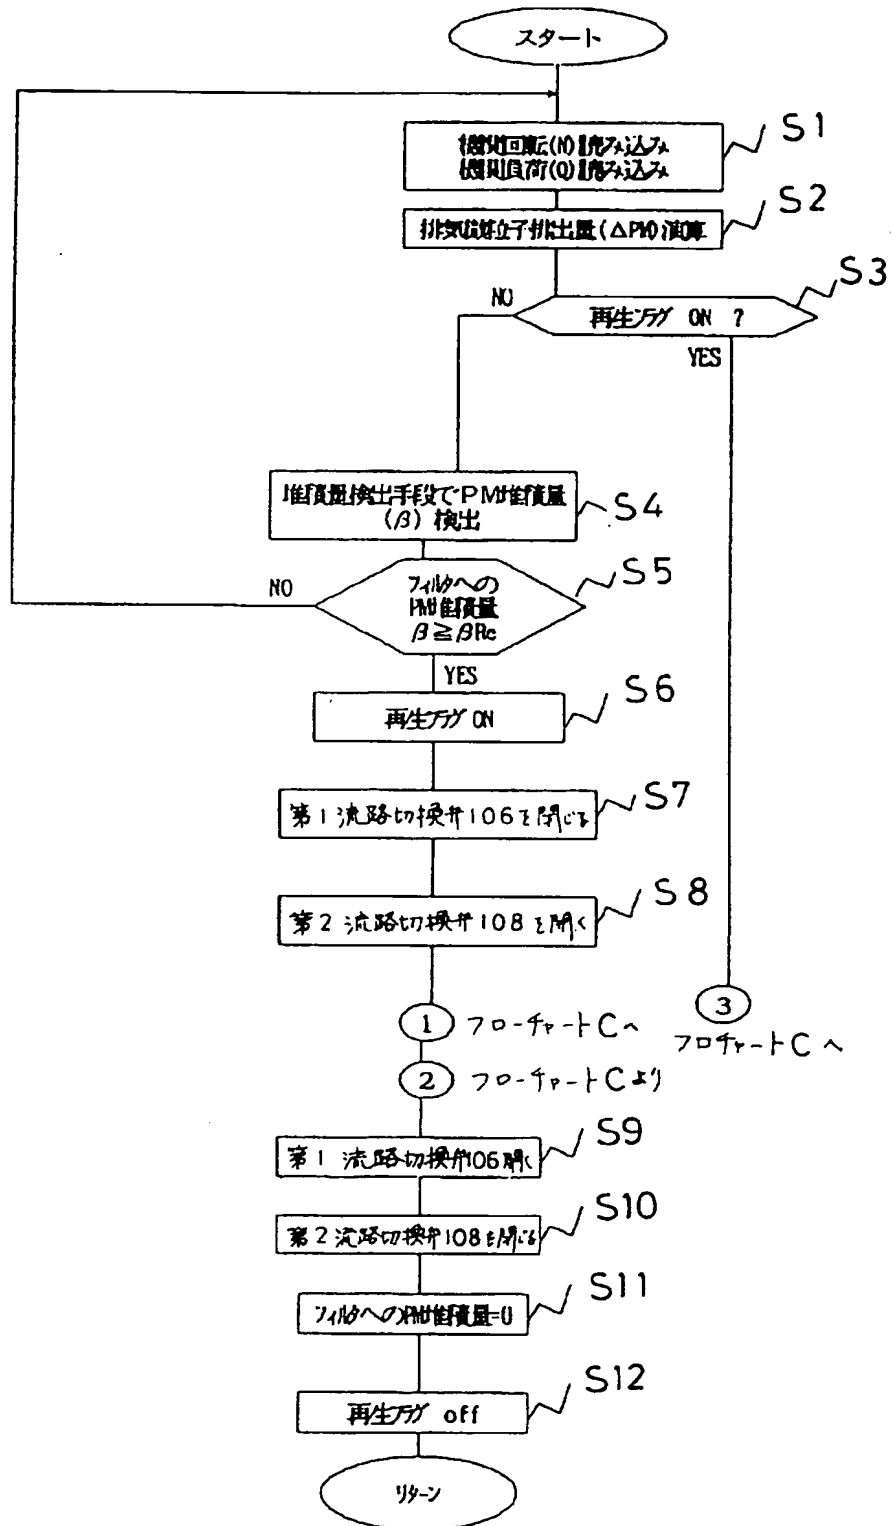 スタート
機関回転(N)読み込み
機関負荷(Q)読み込み
S1
排気微粒子排出量(△PM)演算
S2
再生フラグ ON ?
S3
NO
YES
堆積量検出手段でPM堆積量
(β) 検出
S4
フィルタへの
PM堆積量
β≧βRe
S5
NO
YES
再生フラグ ON
S6
第1流路切換弁106を閉じる
S7
第2流路切換弁108を開く
S8
1 フローチャートCへ
3
フロチャートCへ
2 フローチャートCより
第1 流路切換弁106開く
S9
第2流路切換弁108を閉じる
S10
フィルタへのPM堆積量=0
S11
再生フラグ off
S12
リターン